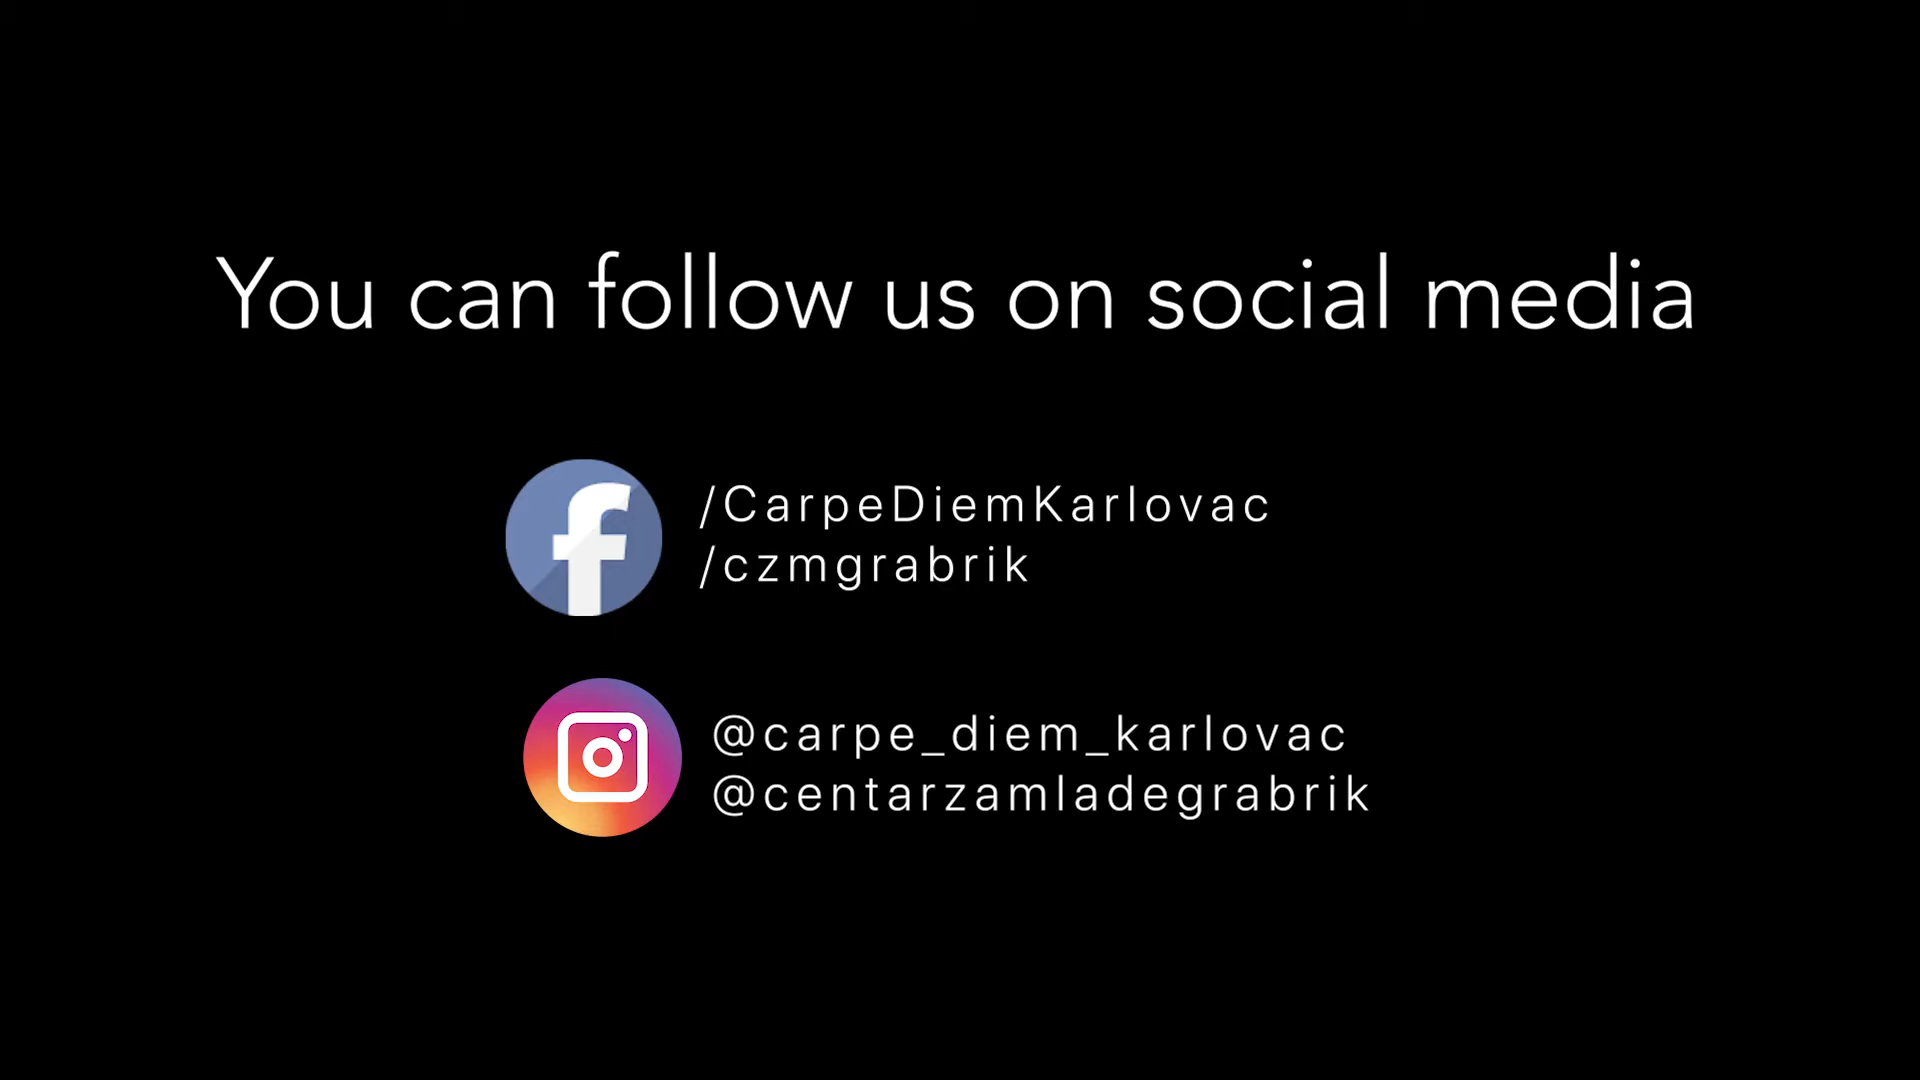 You can follow us on social media
/CarpeDiemKarlovac
/czmgrabrik
@carpe_diem_karlovac
@centarzamladegrabrik